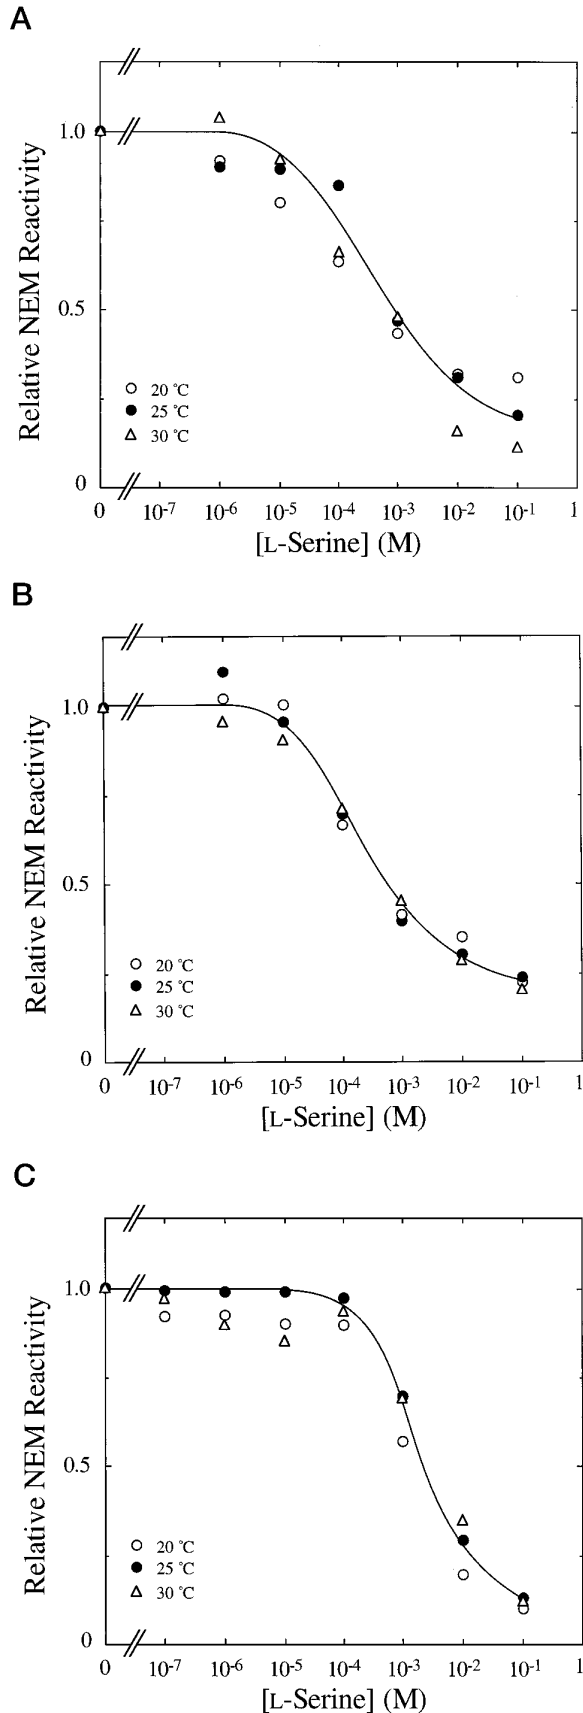 A
Relative NEM Reactivity
1.0
0.5
0
○ 20 °C
● 25 °C
△ 30 °C
0 10⁻⁷ 10⁻⁶ 10⁻⁵ 10⁻⁴ 10⁻³ 10⁻² 10⁻¹ 1
[L-Serine] (M)
B
Relative NEM Reactivity
1.0
0.5
0
○ 20 °C
● 25 °C
△ 30 °C
0 10⁻⁷ 10⁻⁶ 10⁻⁵ 10⁻⁴ 10⁻³ 10⁻² 10⁻¹ 1
[L-Serine] (M)
C
Relative NEM Reactivity
1.0
0.5
0
○ 20 °C
● 25 °C
△ 30 °C
0 10⁻⁷ 10⁻⁶ 10⁻⁵ 10⁻⁴ 10⁻³ 10⁻² 10⁻¹ 1
[L-Serine] (M)